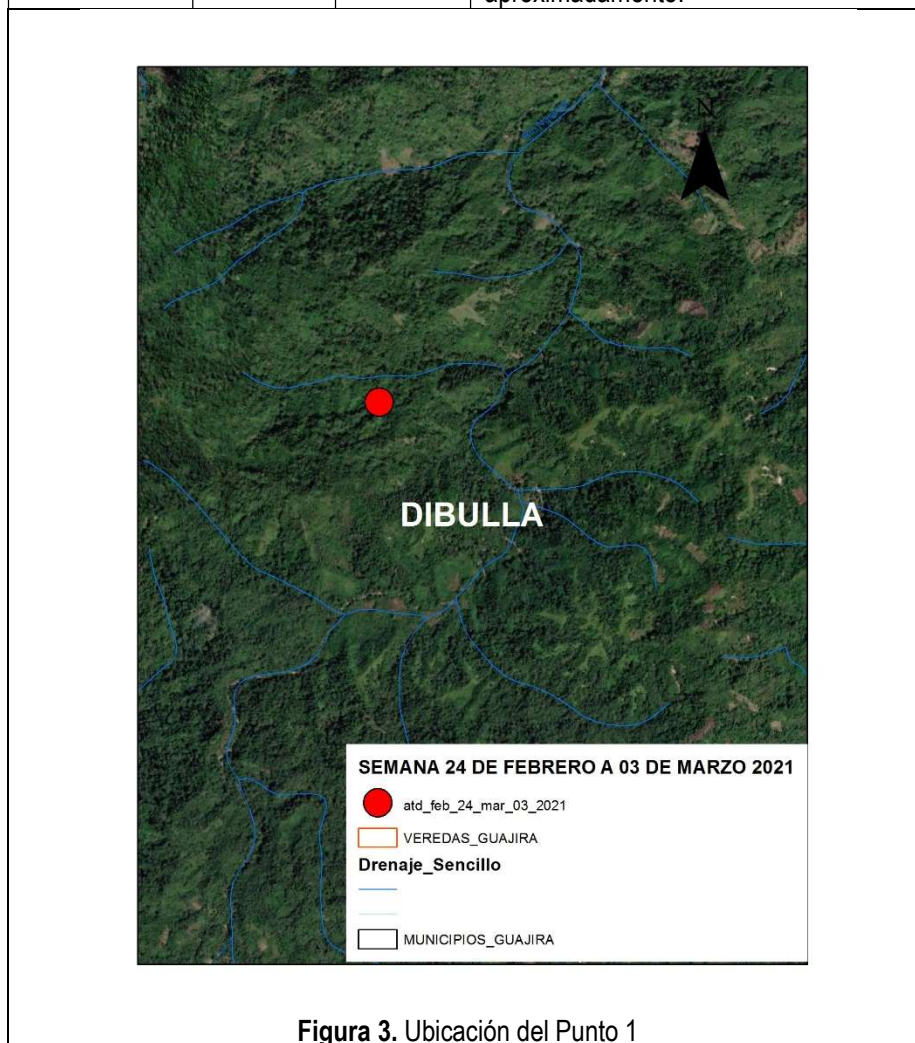 aproximadamente.
N
DIBULLA
SEMANA 24 DE FEBRERO A 03 DE MARZO 2021
atd_feb_24_mar_03_2021
VEREDAS_GUAJIRA
Drenaje_Sencillo
MUNICIPIOS_GUAJIRA
Figura 3. Ubicación del Punto 1